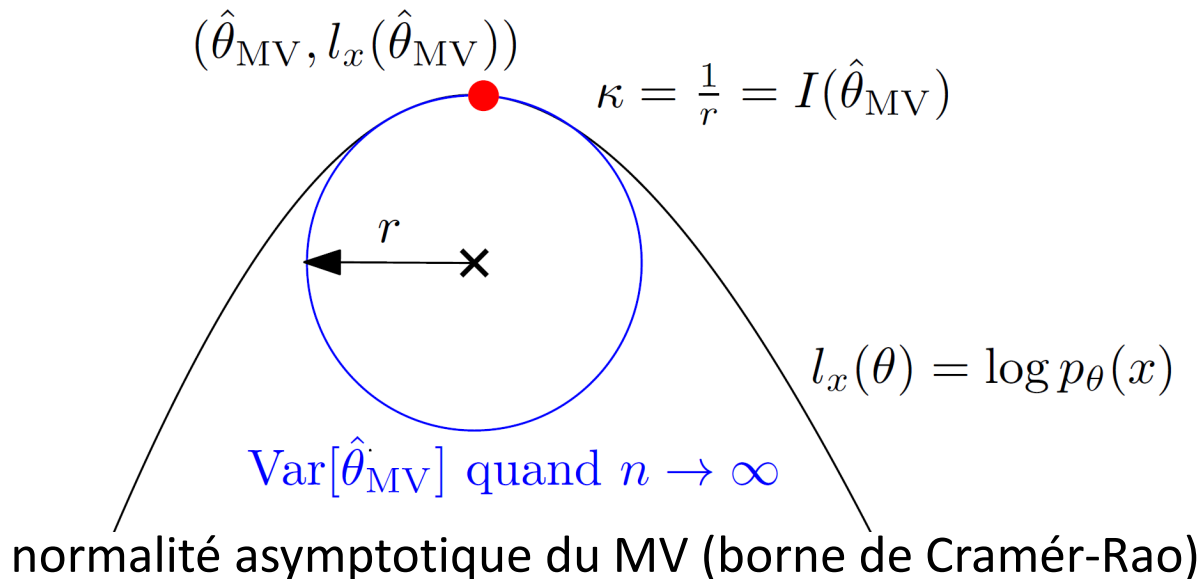 (θ̂_MV, l_x(θ̂_MV))
κ = 1/r = I(θ̂_MV)
r
l_x(θ) = log p_θ(x)
Var[θ̂_MV] quand n → ∞
normalité asymptotique du MV (borne de Cramér-Rao)